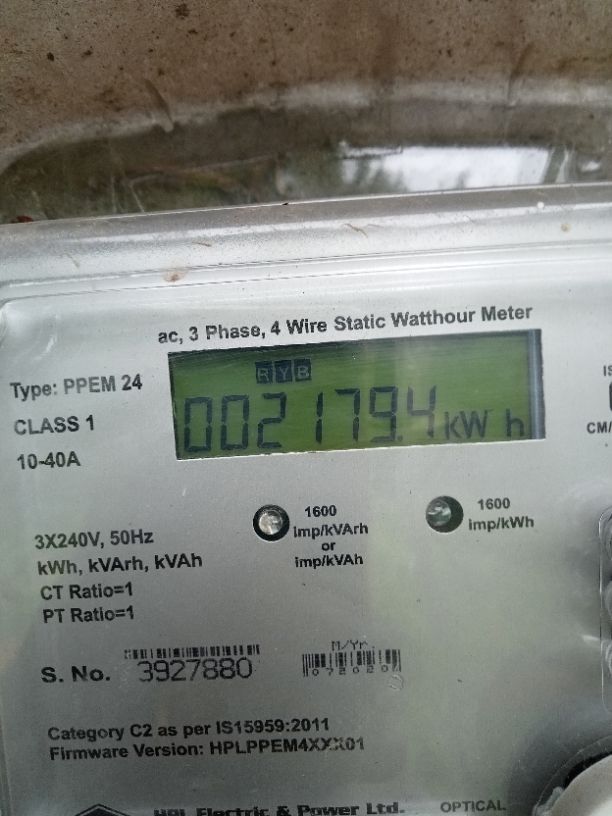 ac, 3 Phase, 4 Wire Static Watthour Meter
Type: PPEM 24
RYB
002179.4 kWh
CLASS 1
10-40A
IS
CM/
1600
imp/kVArh
or
imp/kVAh
1600
imp/kWh
3X240V, 50Hz
kWh, kVArh, kVAh
CT Ratio=1
PT Ratio=1
S. No. 3927880
M/Yr.
Category C2 as per IS15959:2011
Firmware Version: HPLPPEM4XXX01
HPL Electric & Power Ltd.
OPTICAL